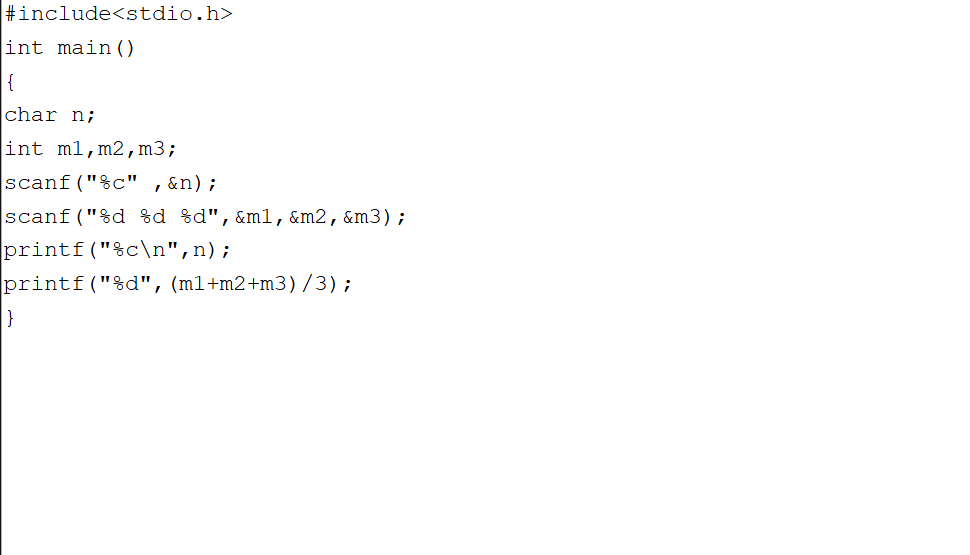 #include<stdio.h>
int main()
{
char n;
int m1,m2,m3;
scanf("%c" ,&n);
scanf("%d %d %d",&m1,&m2,&m3);
printf("%c\n",n);
printf("%d",(m1+m2+m3)/3);
}